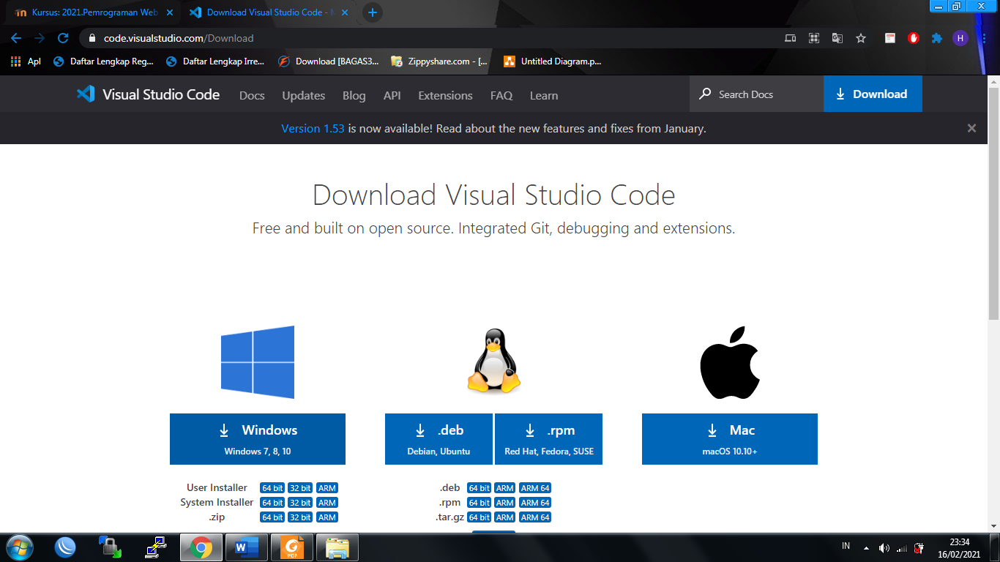 Kursus: 2021.Pemrograman Web
Download Visual Studio Code - M
code.visualstudio.com/Download
H
Apl
Daftar Lengkap Reg...
Daftar Lengkap Irre...
Download [BAGAS3...
Zippyshare.com - [...
Untitled Diagram.p...
Visual Studio Code
Docs
Updates
Blog
API
Extensions
FAQ
Learn
Search Docs
Download
Version 1.53 is now available! Read about the new features and fixes from January.
Download Visual Studio Code
Free and built on open source. Integrated Git, debugging and extensions.
Windows
Windows 7, 8, 10
.deb
Debian, Ubuntu
.rpm
Red Hat, Fedora, SUSE
Mac
macOS 10.10+
User Installer 64 bit 32 bit ARM
System Installer 64 bit 32 bit ARM
.zip 64 bit 32 bit ARM
.deb 64 bit ARM ARM 64
.rpm 64 bit ARM ARM 64
.tar.gz 64 bit ARM ARM 64
PDF
IN
23:34
16/02/2021